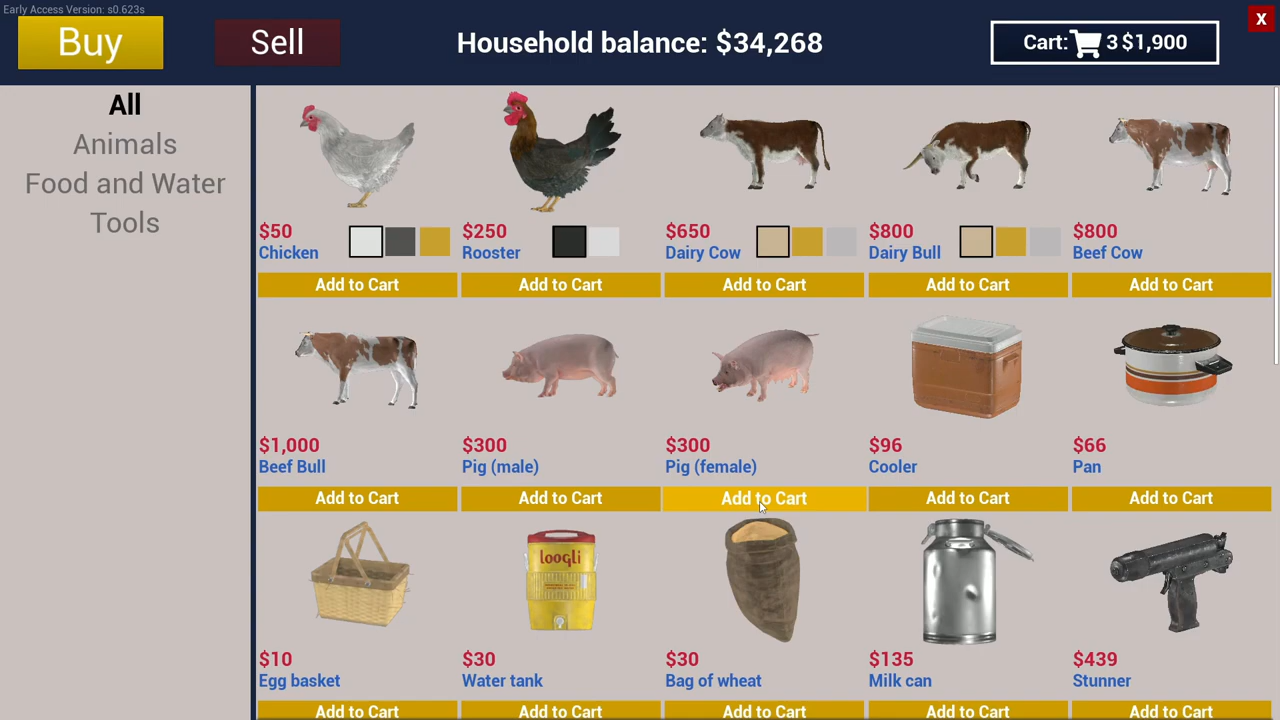 Early Access Version: s0.623s
Buy
Sell
Household balance: $34,268
Cart: 3 $1,900
X
All
Animals
Food and Water
Tools
$50
Chicken
$250
Rooster
$650
Dairy Cow
$800
Dairy Bull
$800
Beef Cow
Add to Cart
Add to Cart
Add to Cart
Add to Cart
Add to Cart
$1,000
Beef Bull
$300
Pig (male)
$300
Pig (female)
$96
Cooler
$66
Pan
Add to Cart
Add to Cart
Add to Cart
Add to Cart
Add to Cart
loogli
$10
Egg basket
$30
Water tank
$30
Bag of wheat
$135
Milk can
$439
Stunner
Add to Cart
Add to Cart
Add to Cart
Add to Cart
Add to Cart